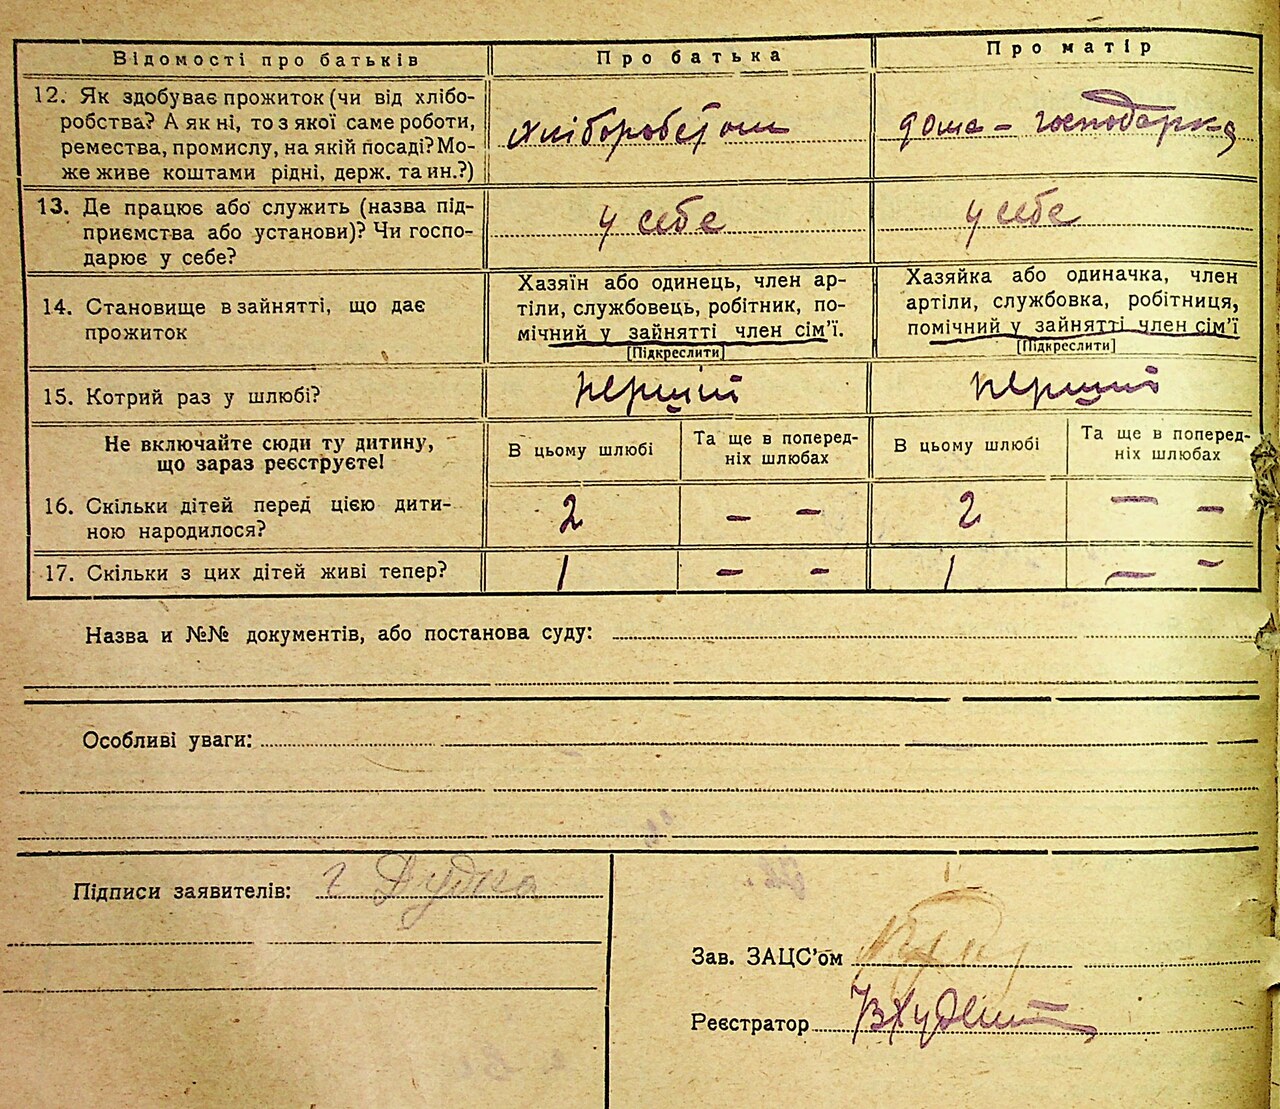 Відомості про батьків
Про батька
Про матір
12. Як здобуває прожиток (чи від хлібо-
робства? А як ні, то з якої саме роботи,
ремества, промислу, на якій посаді? Мо-
же живе коштами рідні, держ. та ин.?)
хліборобством
дома - господарка
13. Де працює або служить (назва під-
приємства або установи)? Чи госпо-
дарює у себе?
у себе
у себе
14. Становище в зайнятті, що дає
прожиток
Хазяїн або одинець, член ар-
тіли, службовець, робітник, по-
мічний у зайнятті член сім'ї.
[Підкреслити]
Хазяйка або одиначка, член
артіли, службовка, робітниця,
помічний у зайнятті член сім'ї
[Підкреслити]
15. Котрий раз у шлюбі?
перший
перший
Не включайте сюди ту дитину,
що зараз реєструєте!
В цьому шлюбі
Та ще в поперед-
ніх шлюбах
В цьому шлюбі
Та ще в поперед-
ніх шлюбах
16. Скільки дітей перед цією дити-
ною народилося?
2
– –
2
– –
17. Скільки з цих дітей живі тепер?
1
– –
1
– –
Назва и №№ документів, або постанова суду:
Особливі уваги:
Підписи заявителів: Г Дудка
Зав. ЗАЦС'ом
Реєстратор